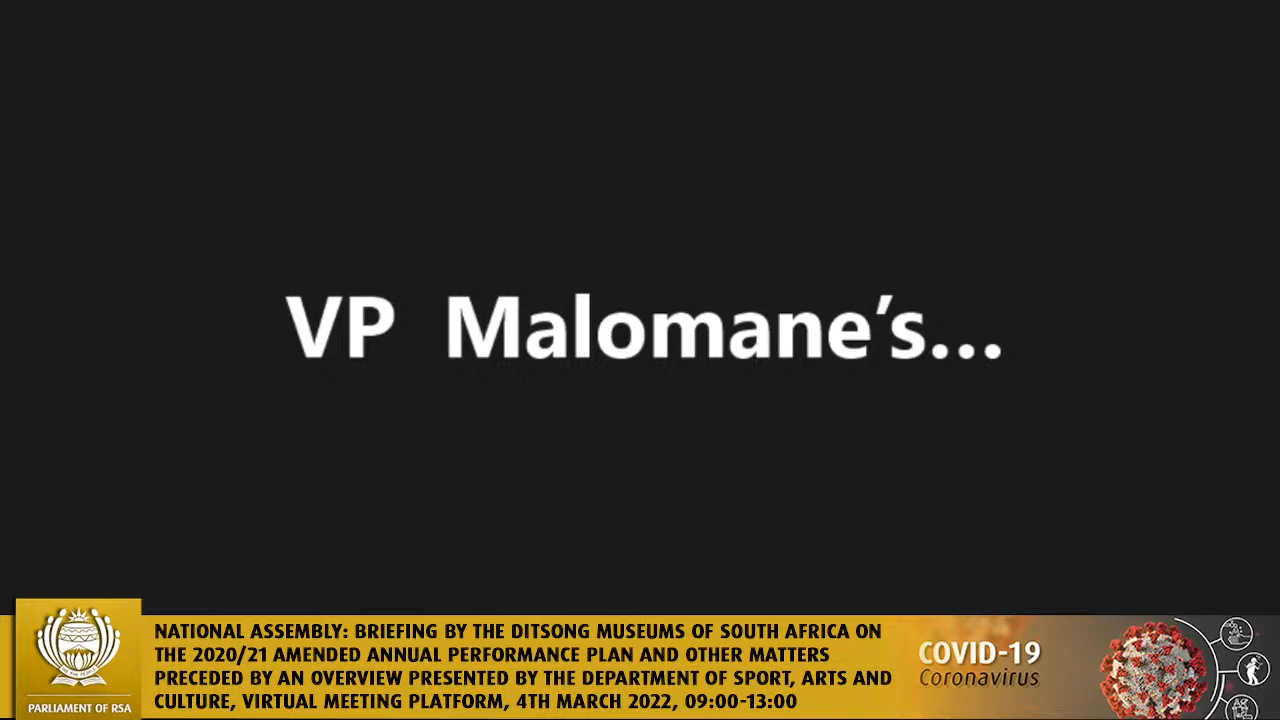 VP  Malomane’s...
NATIONAL ASSEMBLY: BRIEFING BY THE DITSONG MUSEUMS OF SOUTH AFRICA ON
THE 2020/21 AMENDED ANNUAL PERFORMANCE PLAN AND OTHER MATTERS
PRECEDED BY AN OVERVIEW PRESENTED BY THE DEPARTMENT OF SPORT, ARTS AND
CULTURE, VIRTUAL MEETING PLATFORM, 4TH MARCH 2022, 09:00-13:00
PARLIAMENT OF RSA
COVID-19
Coronavirus